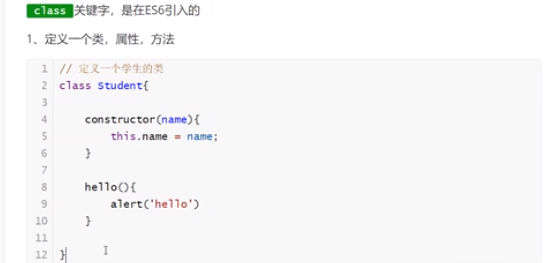 class 关键字，是在ES6引入的
1、定义一个类，属性，方法
1 // 定义一个学生的类
2 class Student{
3
4     constructor(name){
5         this.name = name;
6     }
7
8     hello(){
9         alert('hello')
10     }
11
12 }